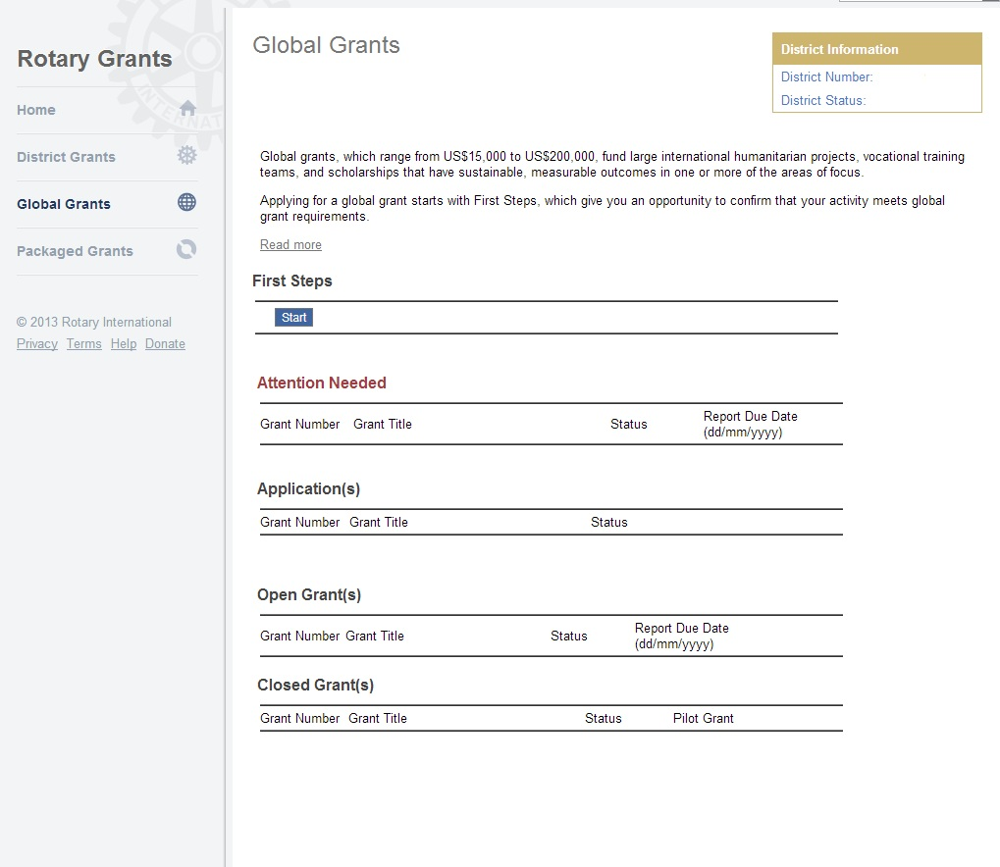 Rotary Grants
INTERNAT
Home
District Grants
Global Grants
Packaged Grants
© 2013 Rotary International
Privacy Terms Help Donate
Global Grants
District Information
District Number:
District Status:
Global grants, which range from US$15,000 to US$200,000, fund large international humanitarian projects, vocational training
teams, and scholarships that have sustainable, measurable outcomes in one or more of the areas of focus.
Applying for a global grant starts with First Steps, which give you an opportunity to confirm that your activity meets global
grant requirements.
Read more
First Steps
Start
Attention Needed
Grant Number Grant Title Status Report Due Date
(dd/mm/yyyy)
Application(s)
Grant Number Grant Title Status
Open Grant(s)
Grant Number Grant Title Status Report Due Date
(dd/mm/yyyy)
Closed Grant(s)
Grant Number Grant Title Status Pilot Grant